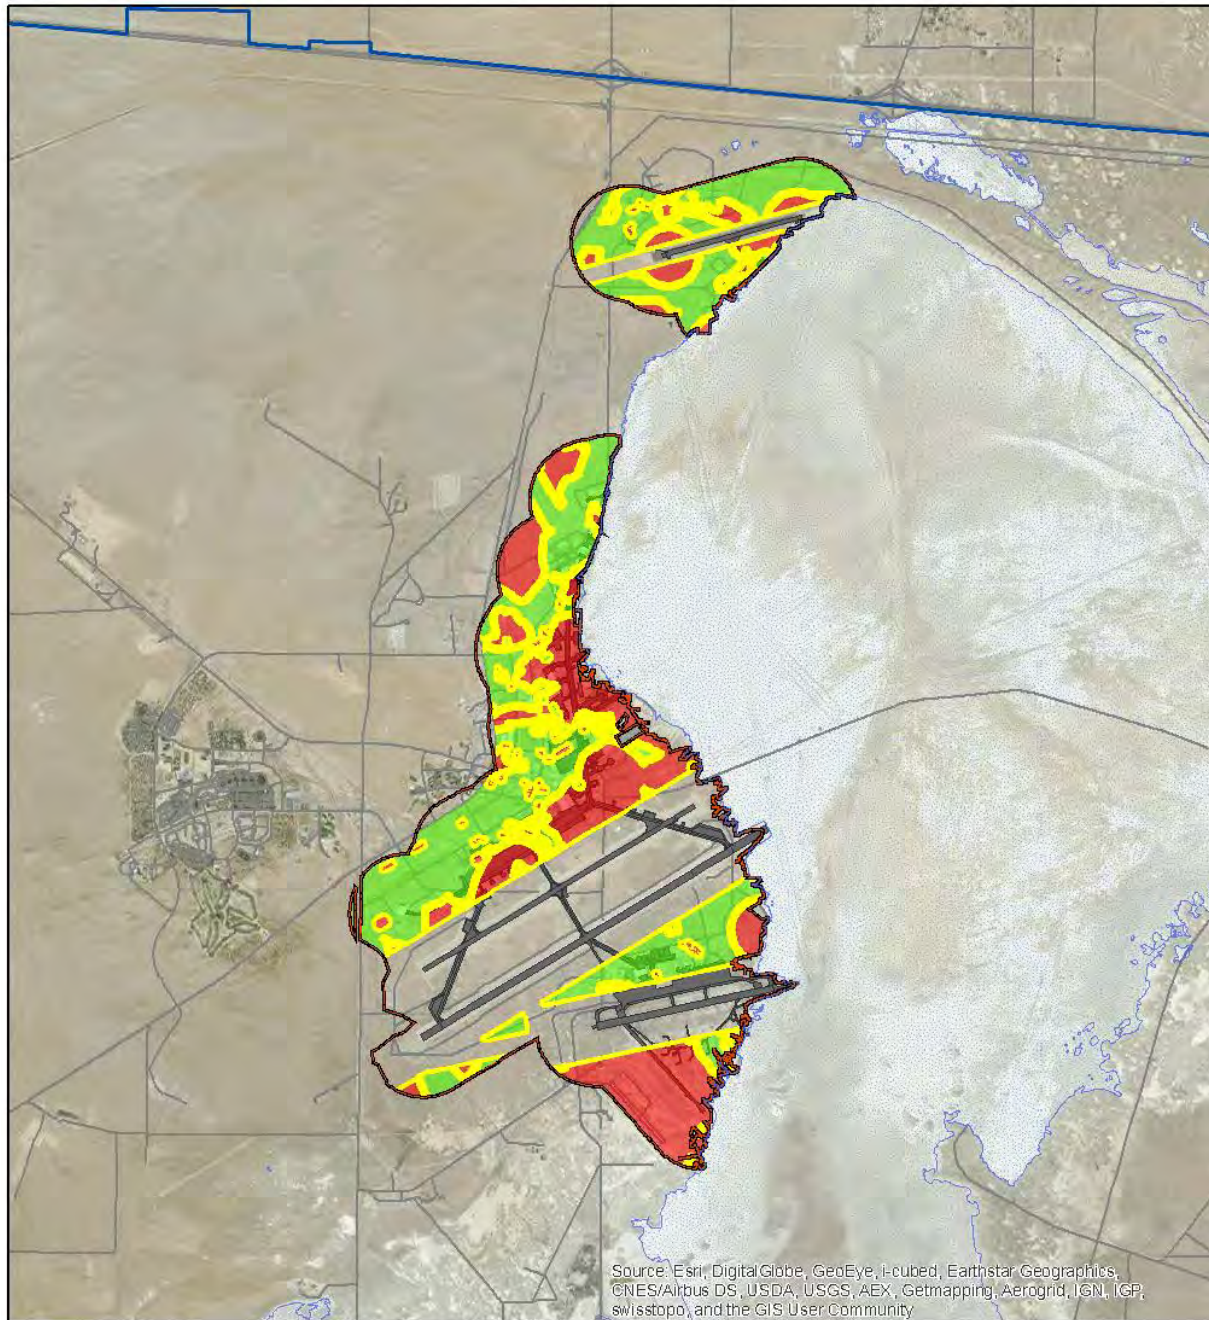 Source: Esri, DigitalGlobe, GeoEye, i-cubed, Earthstar Geographics,
CNES/Airbus DS, USDA, USGS, AEX, Getmapping, Aerogrid, IGN, IGP,
swisstopo, and the GIS User Community